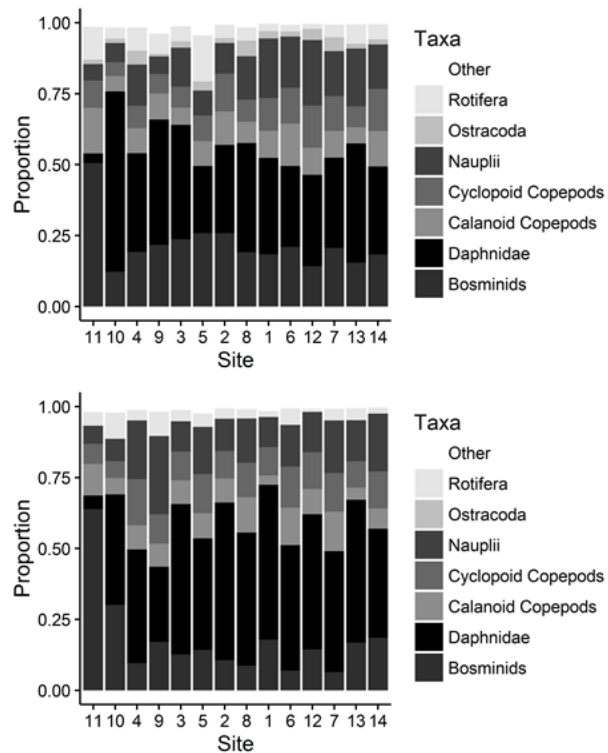 1.00
0.75
0.50
0.25
0.00
Proportion
11 10 4 9 3 5 2 8 1 6 12 7 13 14
Site
Taxa
Other
Rotifera
Ostracoda
Nauplii
Cyclopoid Copepods
Calanoid Copepods
Daphnidae
Bosminids
1.00
0.75
0.50
0.25
0.00
Proportion
11 10 4 9 3 5 2 8 1 6 12 7 13 14
Site
Taxa
Other
Rotifera
Ostracoda
Nauplii
Cyclopoid Copepods
Calanoid Copepods
Daphnidae
Bosminids